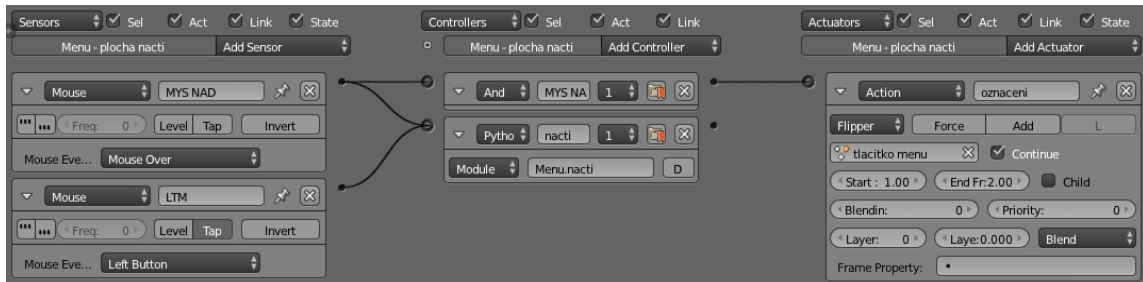 Sensors Sel Act Link State
Menu - plocha nacti Add Sensor
Mouse MYS NAD
Freq: 0 Level Tap Invert
Mouse Eve... Mouse Over
Mouse LTM
Freq: 0 Level Tap Invert
Mouse Eve... Left Button
Controllers Sel Act Link
Menu - plocha nacti Add Controller
And MYS NA 1
Pytho nacti 1
Module Menu.nacti D
Actuators Sel Act Link State
Menu - plocha nacti Add Actuator
Action oznaceni
Flipper Force Add L
tlacitko menu Continue
Start : 1.00 End Fr:2.00 Child
Blendin: 0 Priority: 0
Layer: 0 Laye:0.000 Blend
Frame Property: